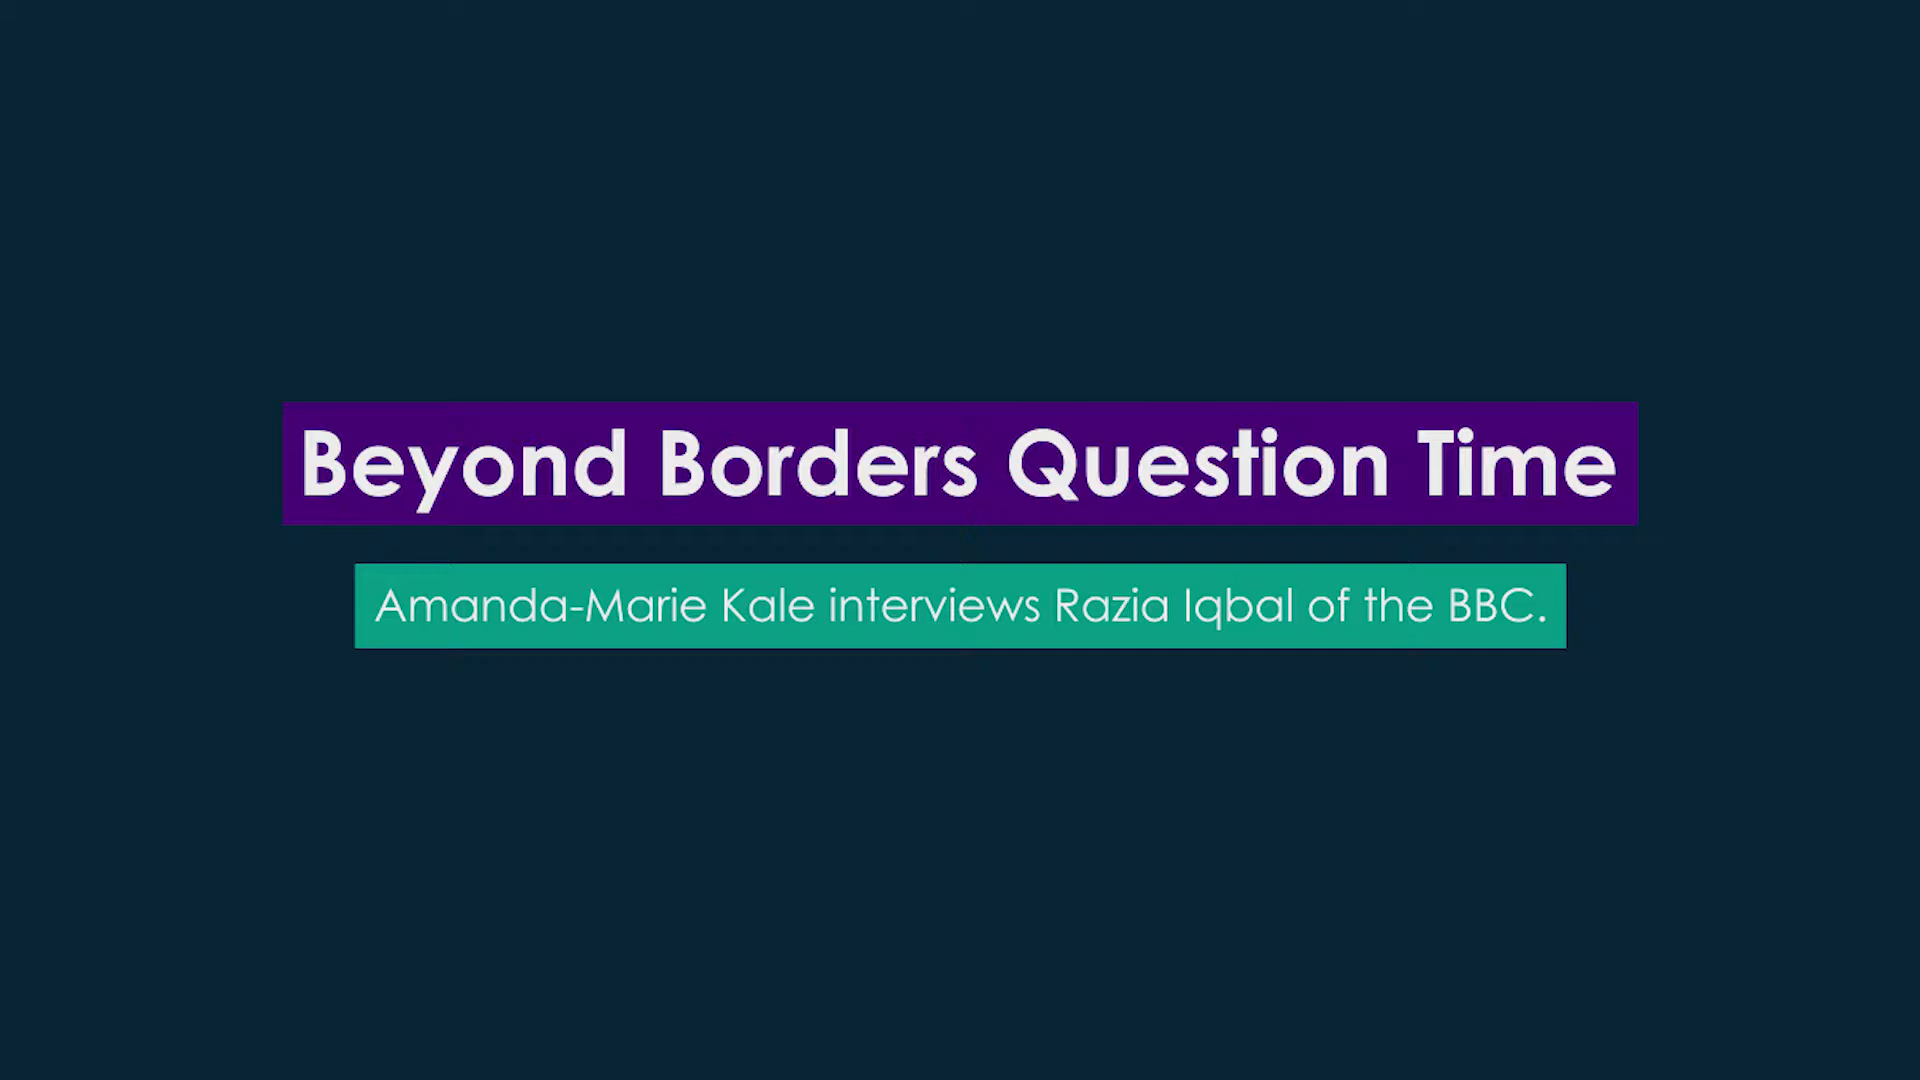 Beyond Borders Question Time
Amanda-Marie Kale interviews Razia Iqbal of the BBC.